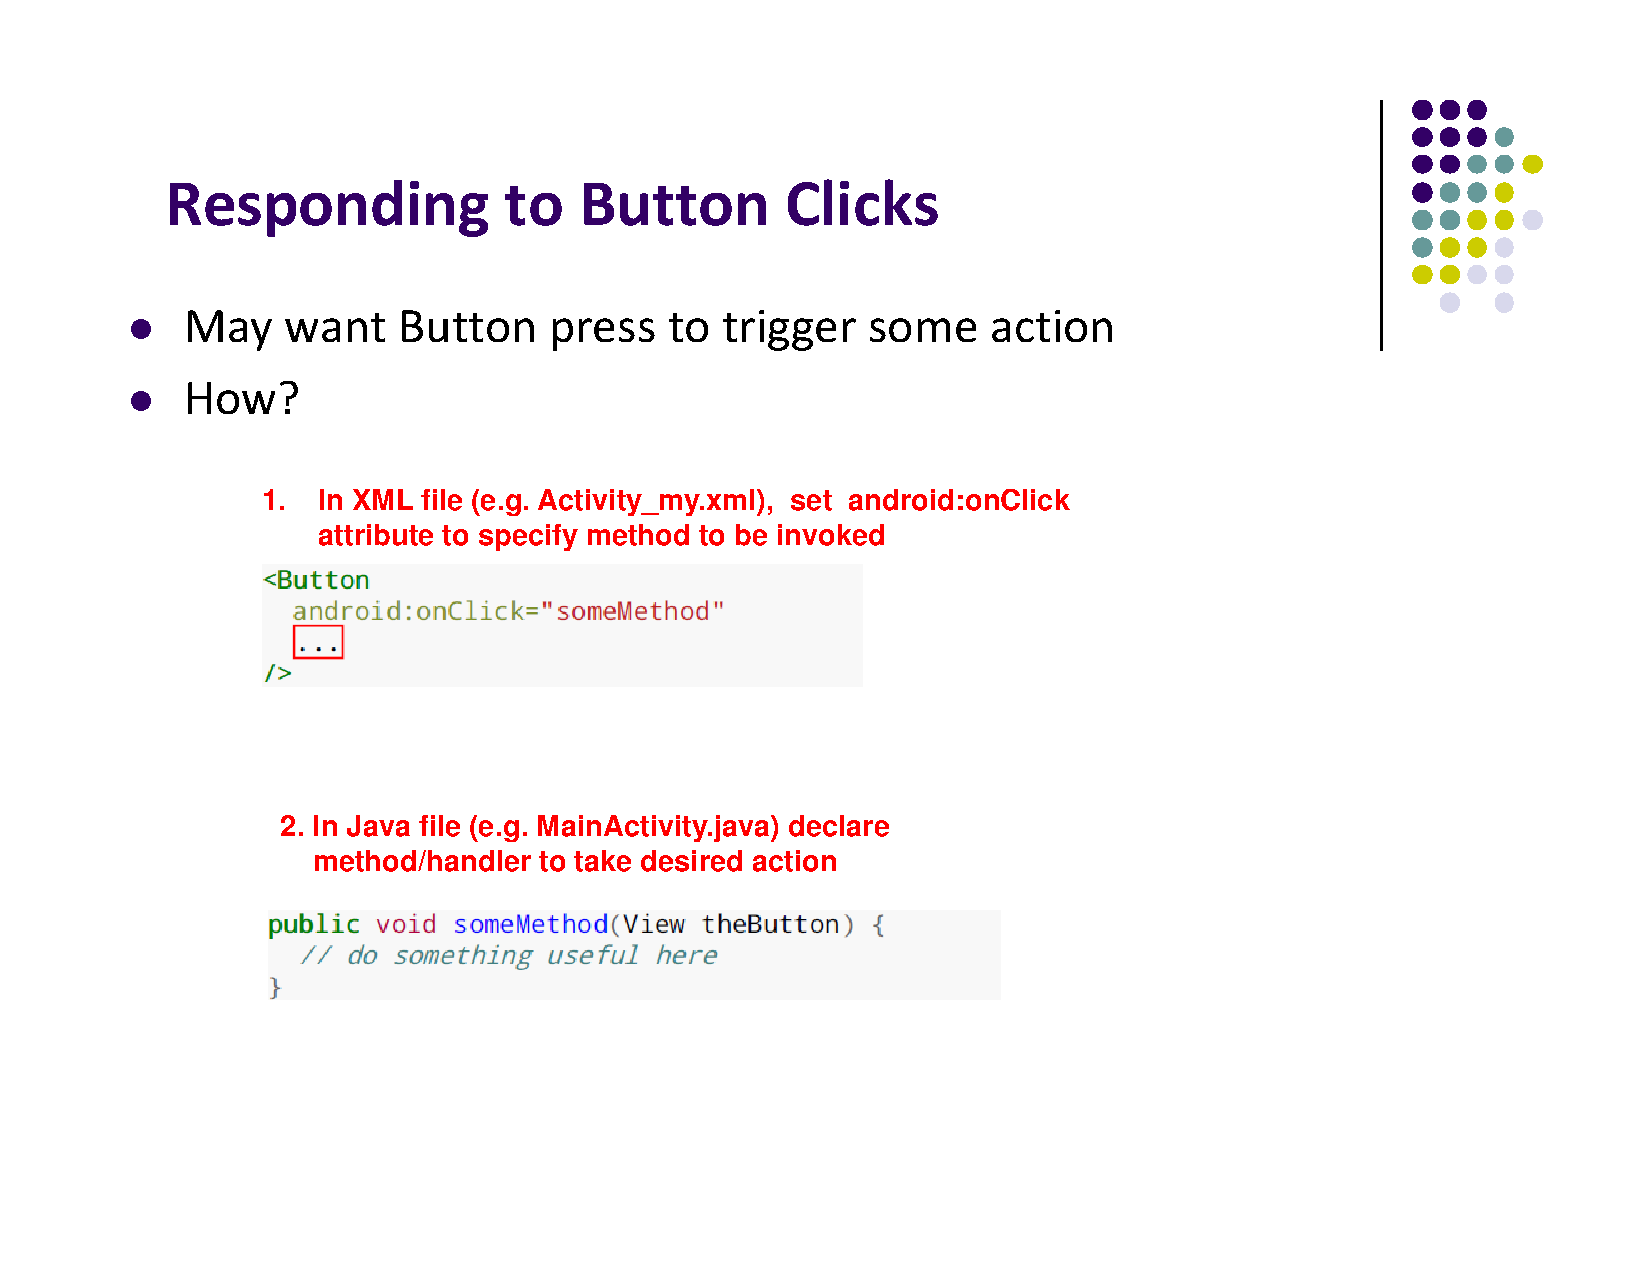 Responding to Button Clicks
● May want Button press to trigger some action
● How?
1. In XML file (e.g. Activity_my.xml), set android:onClick
attribute to specify method to be invoked
<Button
android:onClick="someMethod"
...
/>
2. In Java file (e.g. MainActivity.java) declare
method/handler to take desired action
public void someMethod(View theButton) {
// do something useful here
}